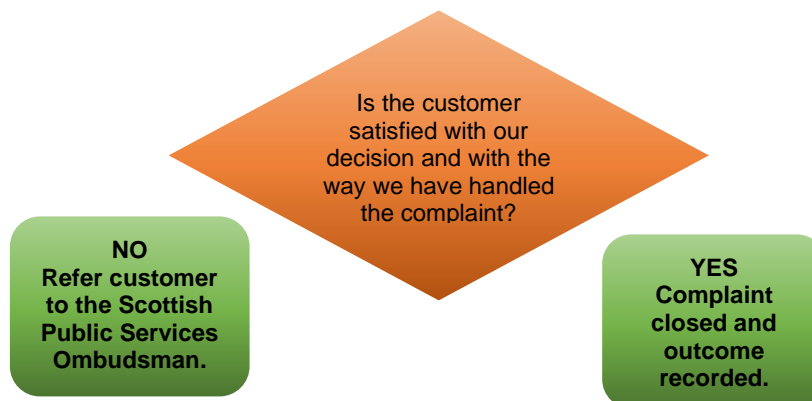 Is the customer
satisfied with our
decision and with the
way we have handled
the complaint?
NO
Refer customer
to the Scottish
Public Services
Ombudsman.
YES
Complaint
closed and
outcome
recorded.